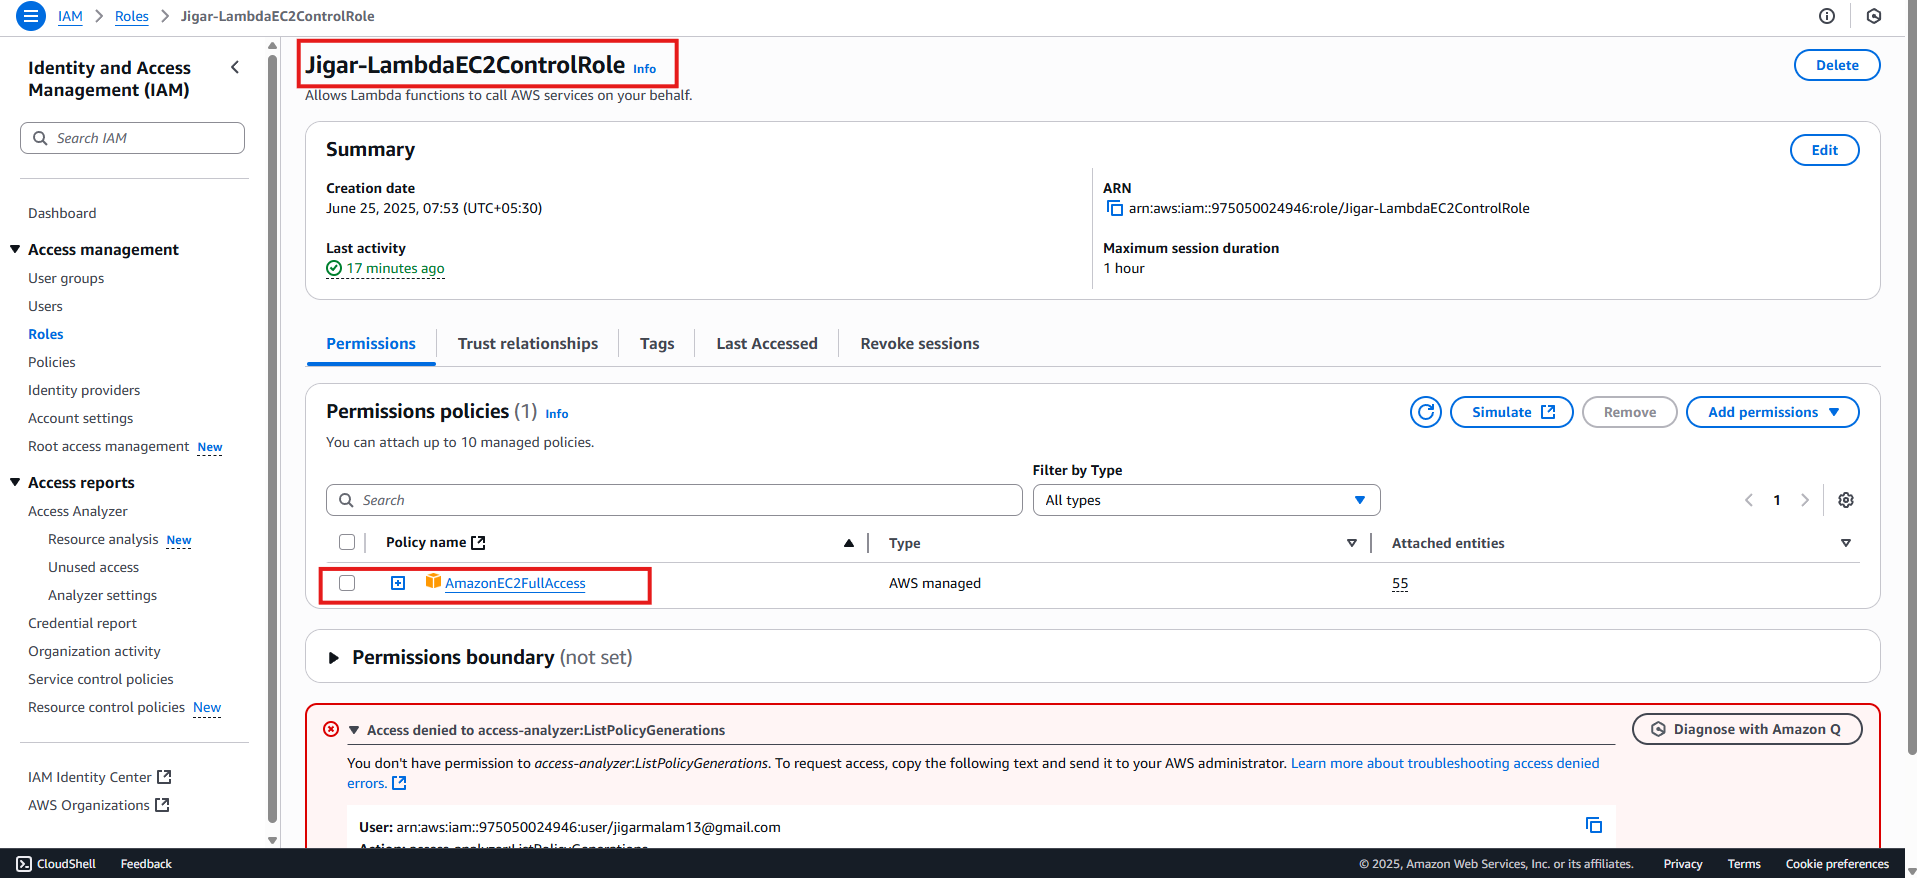 IAM > Roles > Jigar-LambdaEC2ControlRole
Identity and Access Management (IAM)
Search IAM
Dashboard
Access management
User groups
Users
Roles
Policies
Identity providers
Account settings
Root access management New
Access reports
Access Analyzer
Resource analysis New
Unused access
Analyzer settings
Credential report
Organization activity
Service control policies
Resource control policies New
IAM Identity Center
AWS Organizations
Jigar-LambdaEC2ControlRole Info
Delete
Allows Lambda functions to call AWS services on your behalf.
Summary
Edit
Creation date
June 25, 2025, 07:53 (UTC+05:30)
ARN
arn:aws:iam::975050024946:role/Jigar-LambdaEC2ControlRole
Last activity
17 minutes ago
Maximum session duration
1 hour
Permissions
Trust relationships
Tags
Last Accessed
Revoke sessions
Permissions policies (1) Info
Simulate
Remove
Add permissions
You can attach up to 10 managed policies.
Filter by Type
Search
All types
1
Policy name
Type
Attached entities
AmazonEC2FullAccess
AWS managed
55
Permissions boundary (not set)
Access denied to access-analyzer:ListPolicyGenerations
Diagnose with Amazon Q
You don't have permission to access-analyzer:ListPolicyGenerations. To request access, copy the following text and send it to your AWS administrator. Learn more about troubleshooting access denied
errors.
User: arn:aws:iam::975050024946:user/jigarmalam13@gmail.com
Action: access-analyzer:ListPolicyGenerations
CloudShell
Feedback
© 2025, Amazon Web Services, Inc. or its affiliates.
Privacy
Terms
Cookie preferences